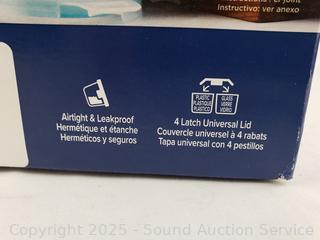 Instructivo: ver anexo
PLASTIC
PLASTIQUE
PLÁSTICO
GLASS
VERRE
VIDRIO
Airtight & Leakproof
Hermétique et étanche
Herméticos y seguros
4 Latch Universal Lid
Couvercle universel à 4 rabats
Tapa universal con 4 pestillos
Copyright 2025 - Sound Auction Service